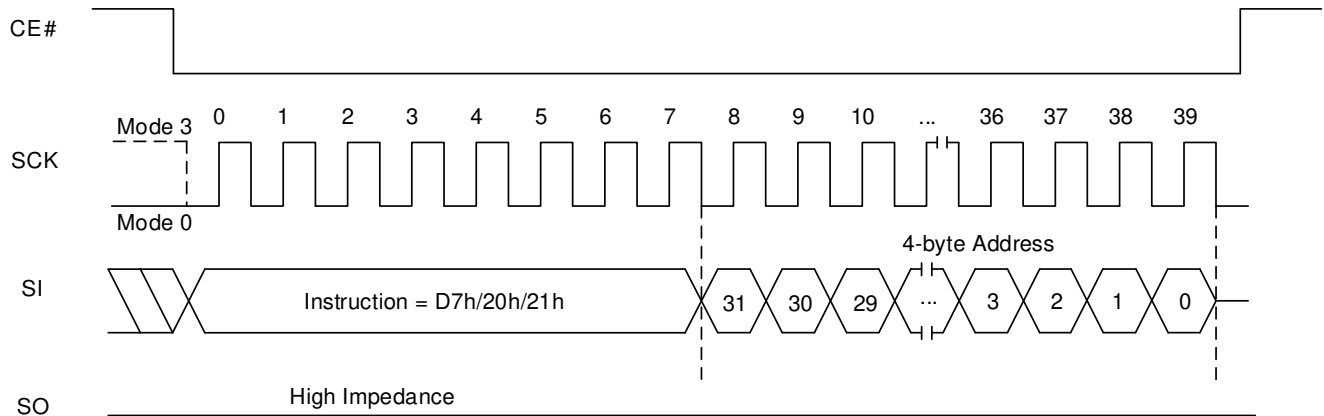 CE#
0 1 2 3 4 5 6 7 8 9 10 ... 36 37 38 39
Mode 3
SCK
Mode 0
4-byte Address
SI
Instruction = D7h/20h/21h 31 30 29 ... 3 2 1 0
High Impedance
SO